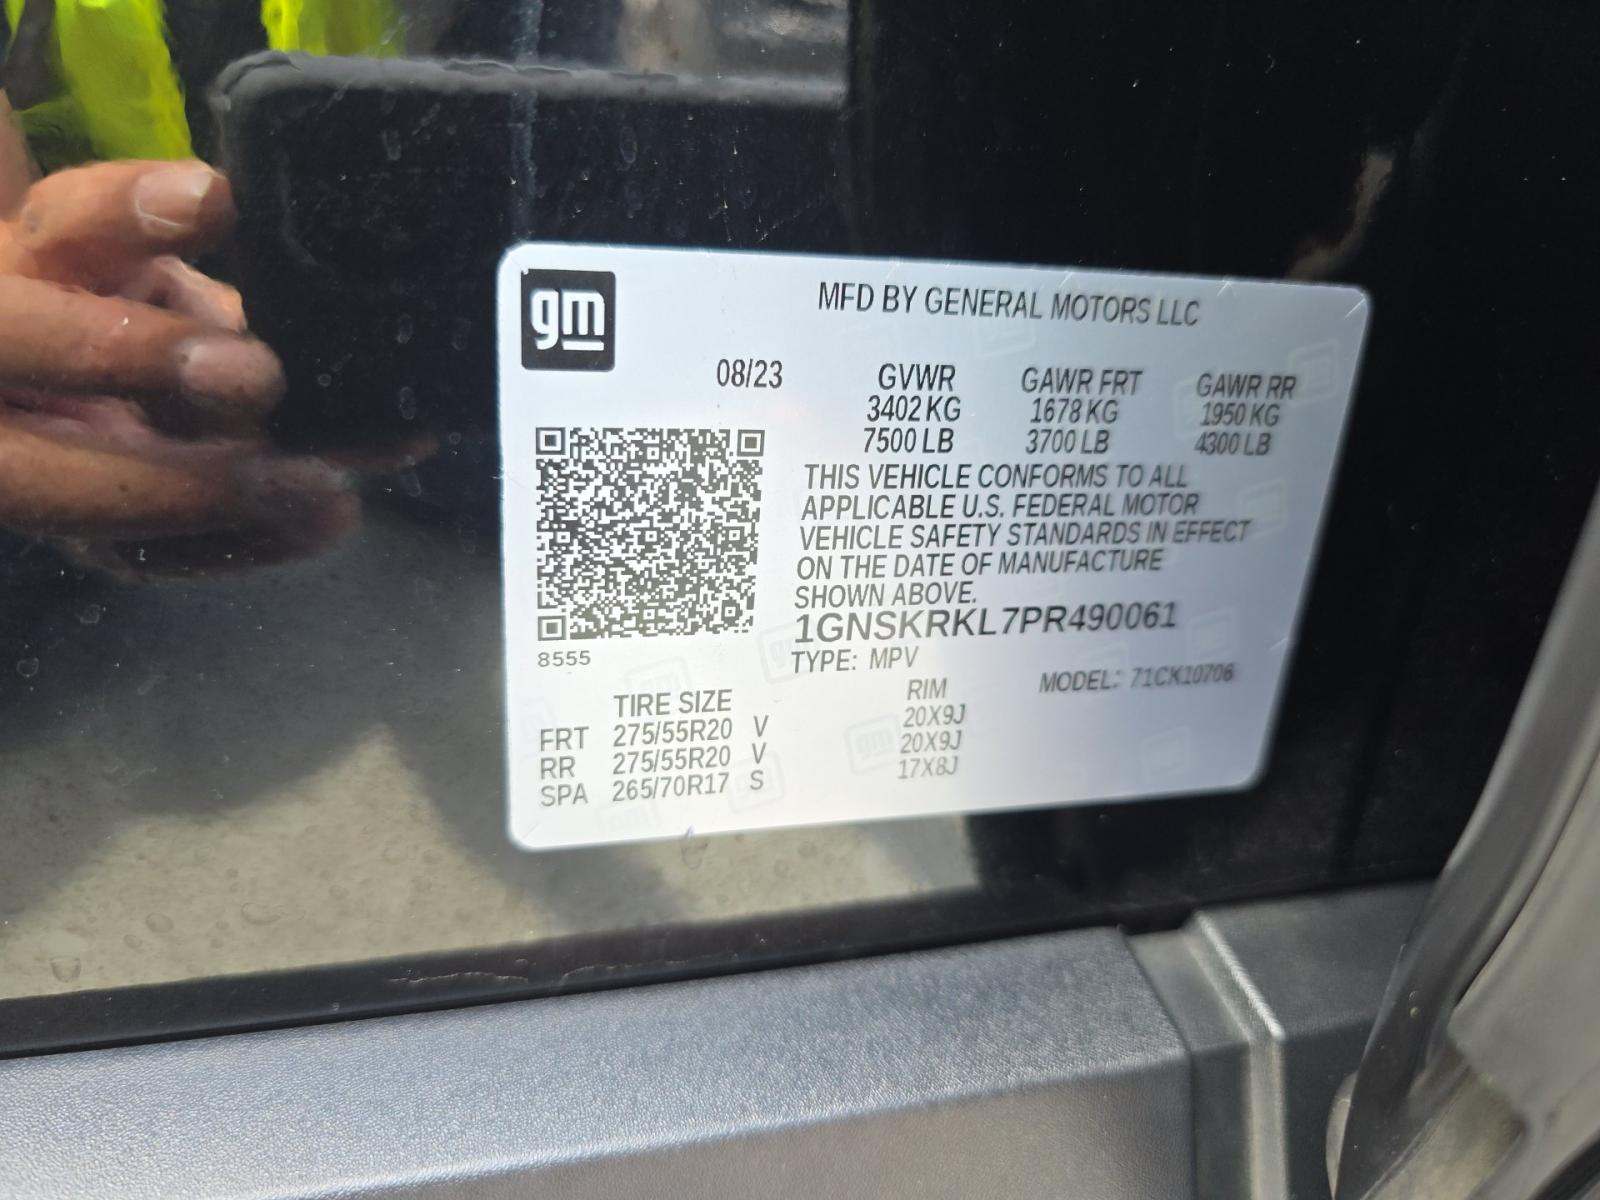 gm
MFD BY GENERAL MOTORS LLC
08/23 GVWR GAWR FRT GAWR RR
3402 KG 1678 KG 1950 KG
7500 LB 3700 LB 4300 LB
THIS VEHICLE CONFORMS TO ALL
APPLICABLE U.S. FEDERAL MOTOR
VEHICLE SAFETY STANDARDS IN EFFECT
ON THE DATE OF MANUFACTURE
SHOWN ABOVE.
1GNSKRKL7PR490061
8555
TYPE: MPV MODEL: 71CK10706
TIRE SIZE RIM
FRT 275/55R20 V 20X9J
RR 275/55R20 V 20X9J
SPA 265/70R17 S 17X8J